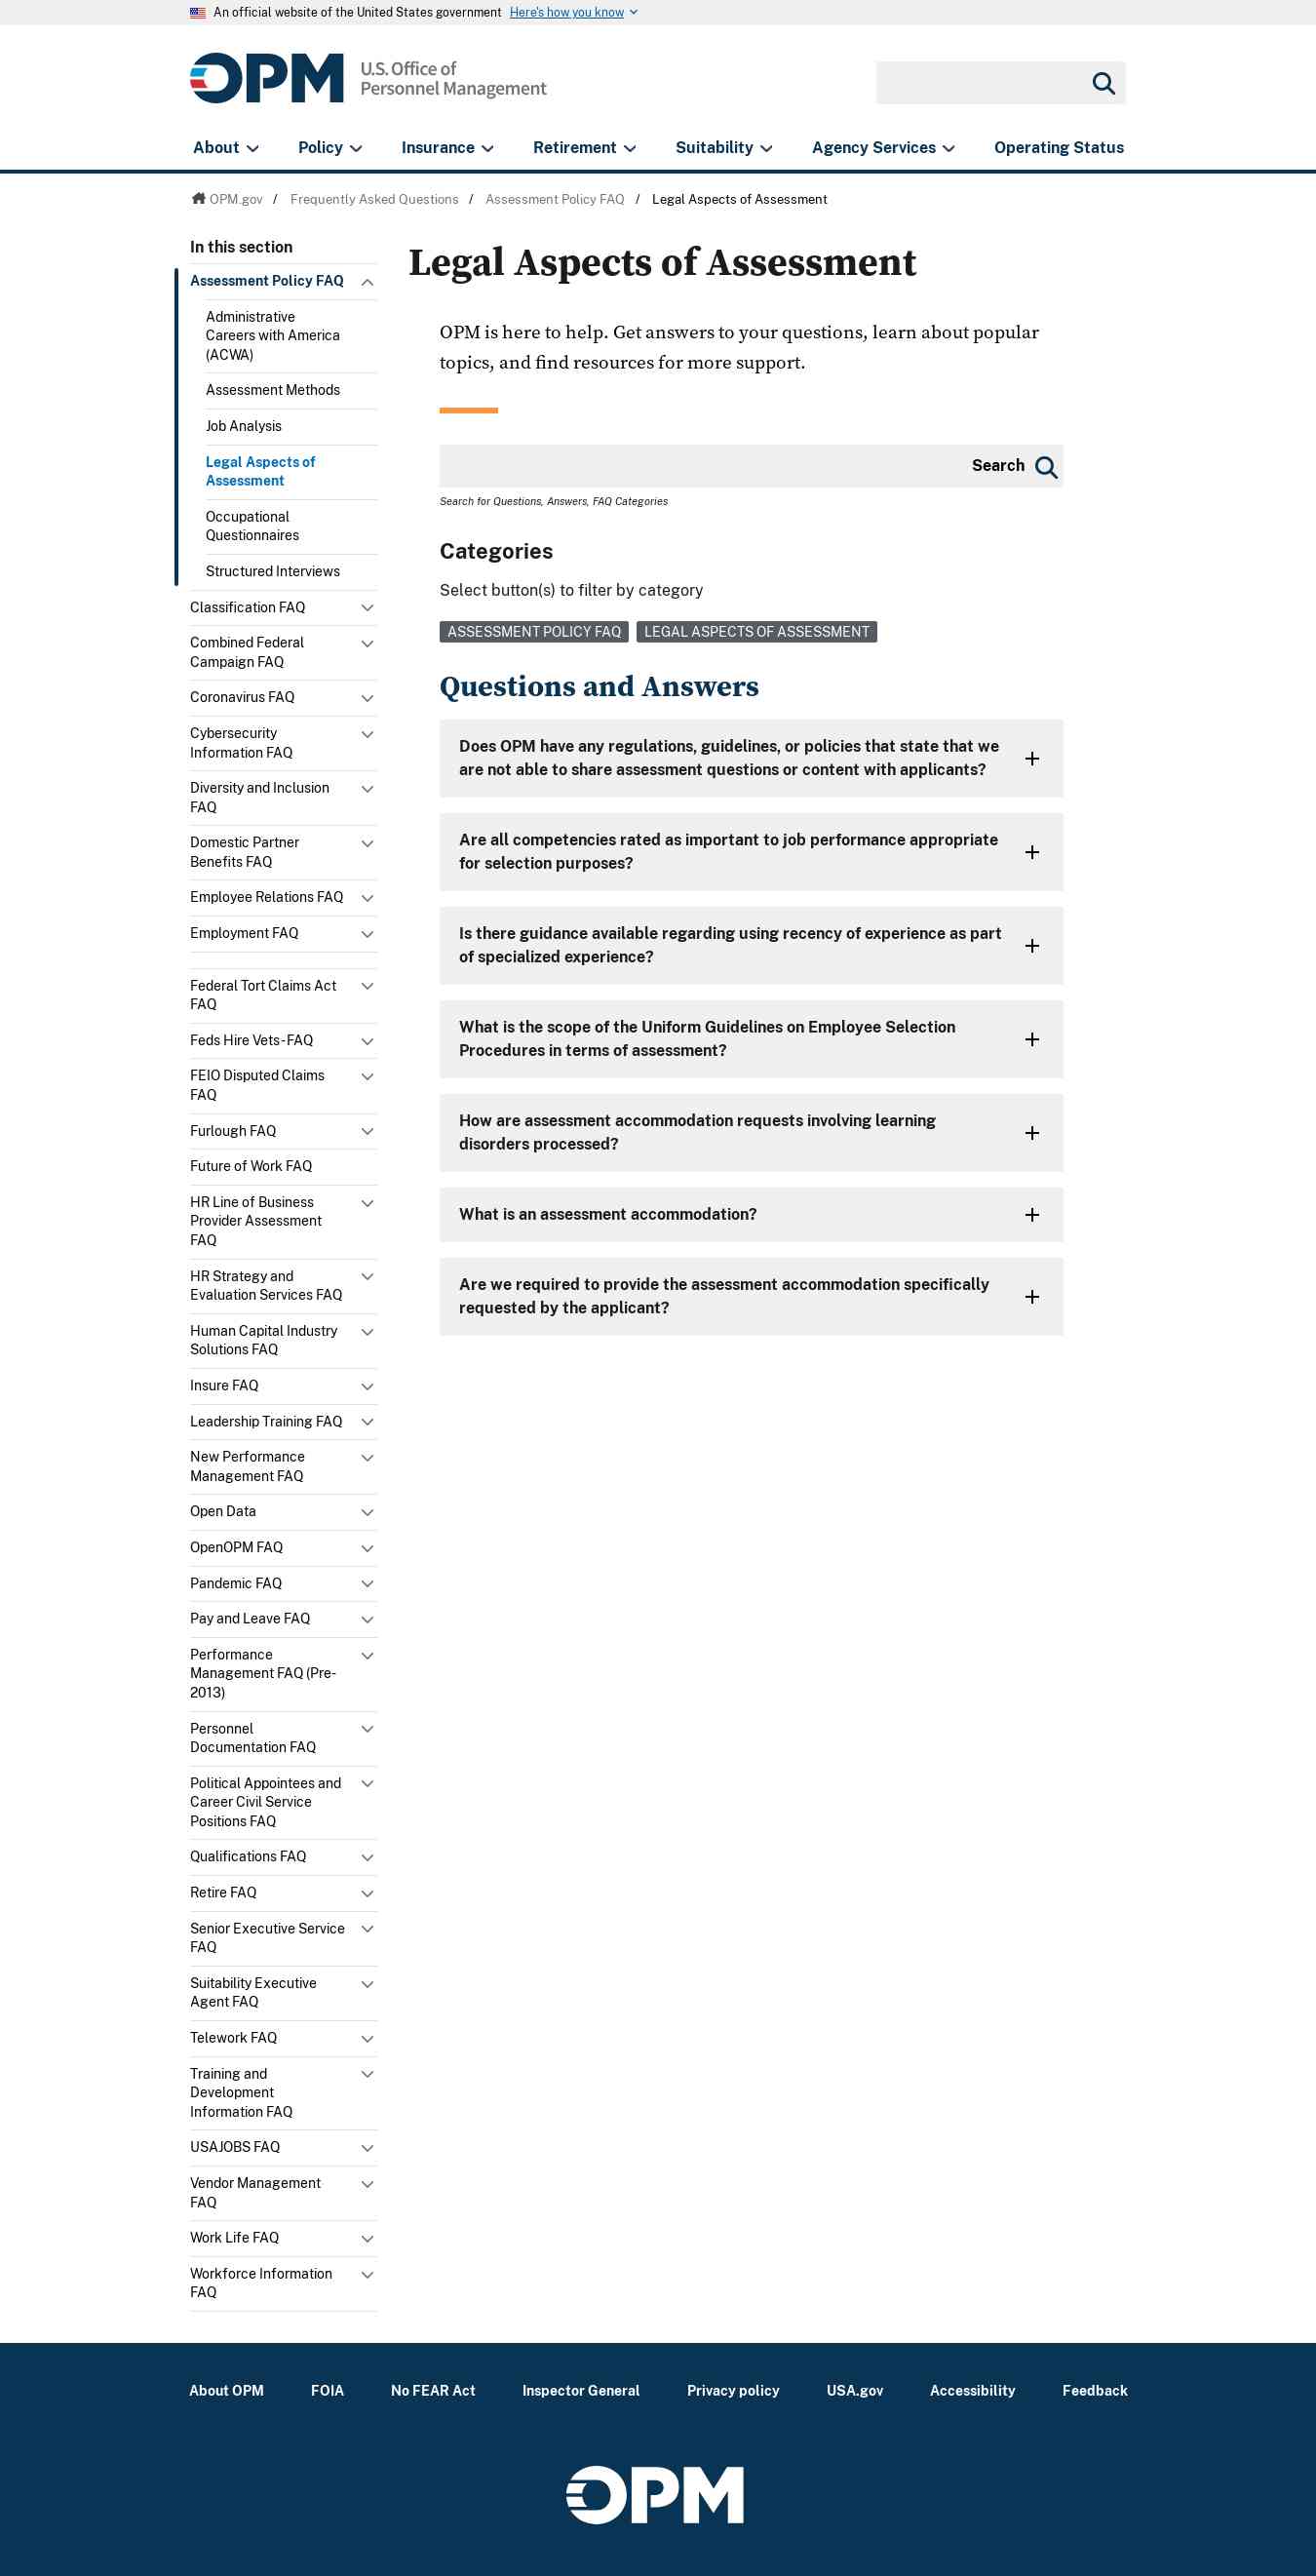 An official website of the United States government Here's how you know
OPM U.S. Office of
Personnel Management
About Policy Insurance Retirement Suitability Agency Services Operating Status
OPM.gov / Frequently Asked Questions / Assessment Policy FAQ / Legal Aspects of Assessment
In this section
Assessment Policy FAQ
Administrative
Careers with America
(ACWA)
Assessment Methods
Job Analysis
Legal Aspects of
Assessment
Occupational
Questionnaires
Structured Interviews
Classification FAQ
Combined Federal
Campaign FAQ
Coronavirus FAQ
Cybersecurity
Information FAQ
Diversity and Inclusion
FAQ
Domestic Partner
Benefits FAQ
Employee Relations FAQ
Employment FAQ
Federal Tort Claims Act
FAQ
Feds Hire Vets-FAQ
FEIO Disputed Claims
FAQ
Furlough FAQ
Future of Work FAQ
HR Line of Business
Provider Assessment
FAQ
HR Strategy and
Evaluation Services FAQ
Human Capital Industry
Solutions FAQ
Insure FAQ
Leadership Training FAQ
New Performance
Management FAQ
Open Data
OpenOPM FAQ
Pandemic FAQ
Pay and Leave FAQ
Performance
Management FAQ (Pre-
2013)
Personnel
Documentation FAQ
Political Appointees and
Career Civil Service
Positions FAQ
Qualifications FAQ
Retire FAQ
Senior Executive Service
FAQ
Suitability Executive
Agent FAQ
Telework FAQ
Training and
Development
Information FAQ
USAJOBS FAQ
Vendor Management
FAQ
Work Life FAQ
Workforce Information
FAQ
Legal Aspects of Assessment
OPM is here to help. Get answers to your questions, learn about popular
topics, and find resources for more support.
Search
Search for Questions, Answers, FAQ Categories
Categories
Select button(s) to filter by category
ASSESSMENT POLICY FAQ LEGAL ASPECTS OF ASSESSMENT
Questions and Answers
Does OPM have any regulations, guidelines, or policies that state that we
are not able to share assessment questions or content with applicants?
Are all competencies rated as important to job performance appropriate
for selection purposes?
Is there guidance available regarding using recency of experience as part
of specialized experience?
What is the scope of the Uniform Guidelines on Employee Selection
Procedures in terms of assessment?
How are assessment accommodation requests involving learning
disorders processed?
What is an assessment accommodation?
Are we required to provide the assessment accommodation specifically
requested by the applicant?
About OPM FOIA No FEAR Act Inspector General Privacy policy USA.gov Accessibility Feedback
OPM